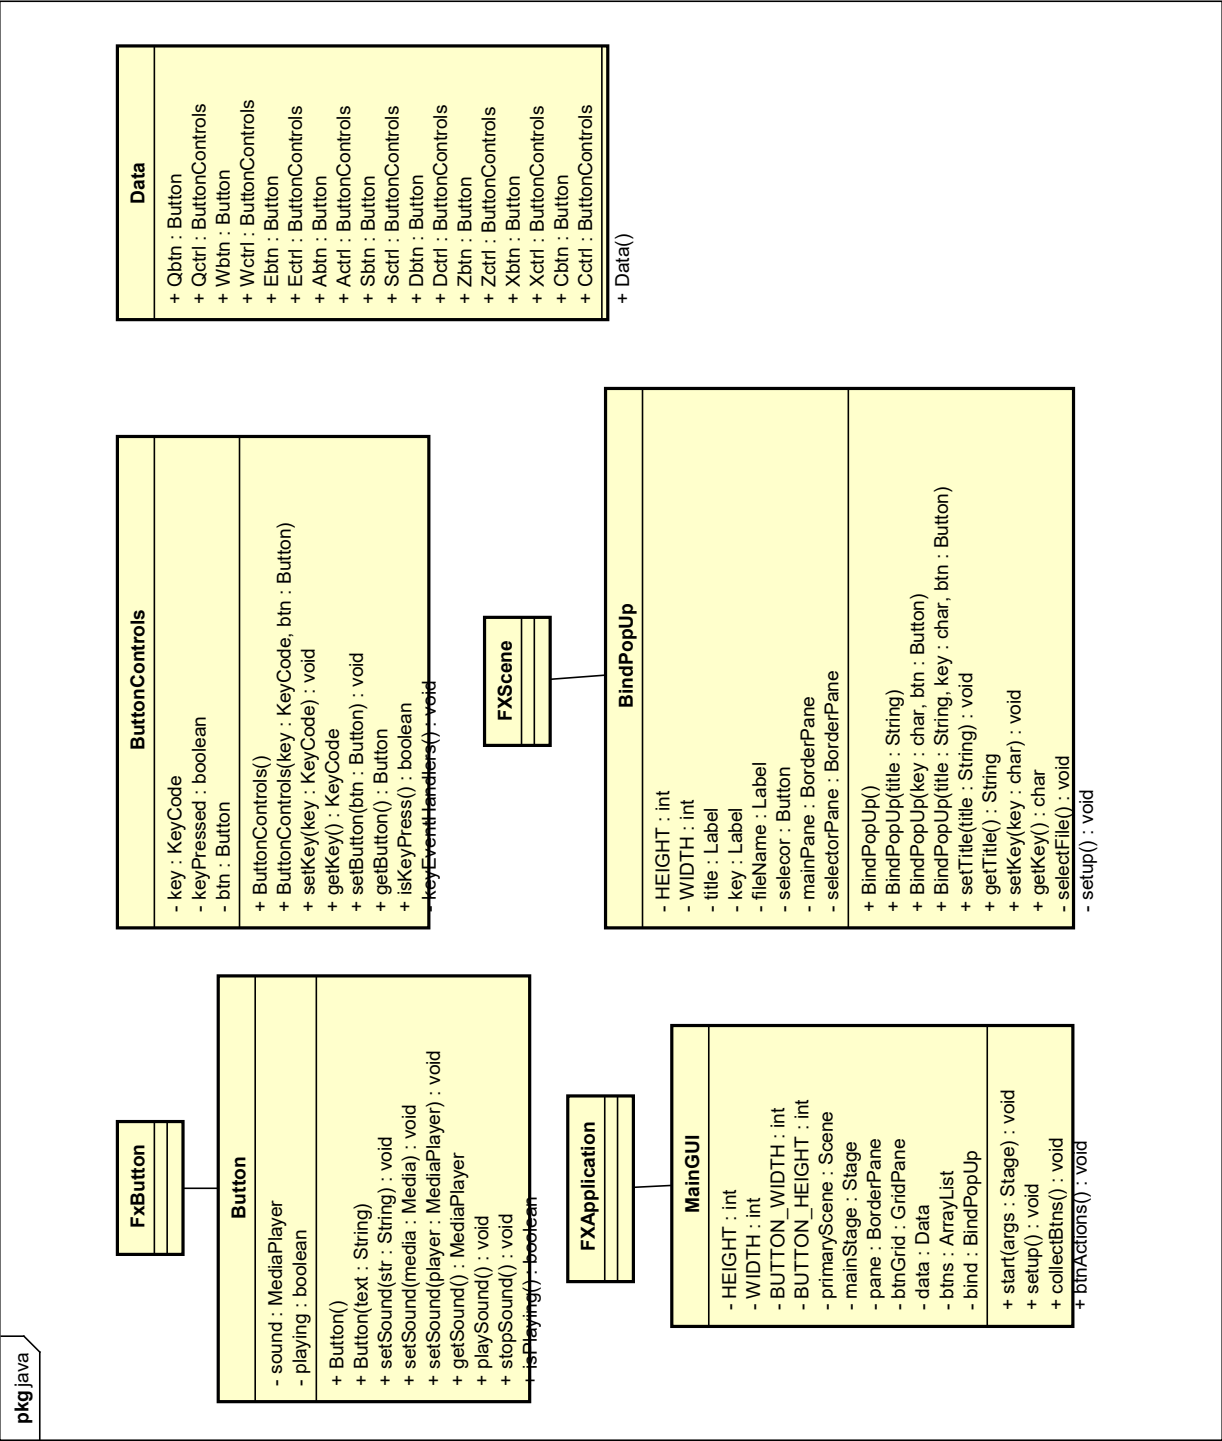 pkg java
FxButton
Button
- sound : MediaPlayer
- playing : boolean
+ Button()
+ Button(text : String)
+ setSound(str : String) : void
+ setSound(media : Media) : void
+ setSound(player : MediaPlayer) : void
+ getSound() : MediaPlayer
+ playSound() : void
+ stopSound() : void
+ isPlaying() : boolean
ButtonControls
- key : KeyCode
- keyPressed : boolean
- btn : Button
+ ButtonControls()
+ ButtonControls(key : KeyCode, btn : Button)
+ setKey(key : KeyCode) : void
+ getKey() : KeyCode
+ setButton(btn : Button) : void
+ getButton() : Button
+ isKeyPress() : boolean
- keyEventHandlers() : void
Data
+ Qbtn : Button
+ Qctrl : ButtonControls
+ Wbtn : Button
+ Wctrl : ButtonControls
+ Ebtn : Button
+ Ectrl : ButtonControls
+ Abtn : Button
+ Actrl : ButtonControls
+ Sbtn : Button
+ Sctrl : ButtonControls
+ Dbtn : Button
+ Dctrl : ButtonControls
+ Zbtn : Button
+ Zctrl : ButtonControls
+ Xbtn : Button
+ Xctrl : ButtonControls
+ Cbtn : Button
+ Cctrl : ButtonControls
+ Data()
FXApplication
MainGUI
- HEIGHT : int
- WIDTH : int
- BUTTON_WIDTH : int
- BUTTON_HEIGHT : int
- primaryScene : Scene
- mainStage : Stage
- pane : BorderPane
- btnGrid : GridPane
- data : Data
- btns : ArrayList
- bind : BindPopUp
+ start(args : Stage) : void
+ setup() : void
+ collectBtns() : void
+ btnActions() : void
FXScene
BindPopUp
- HEIGHT : int
- WIDTH : int
- title : Label
- key : Label
- fileName : Label
- selecor : Button
- mainPane : BorderPane
- selectorPane : BorderPane
+ BindPopUp()
+ BindPopUp(title : String)
+ BindPopUp(key : char, btn : Button)
+ BindPopUp(title : String, key : char, btn : Button)
+ setTitle(title : String) : void
+ getTitle() : String
+ setKey(key : char) : void
+ getKey() : char
- selectFile() : void
- setup() : void